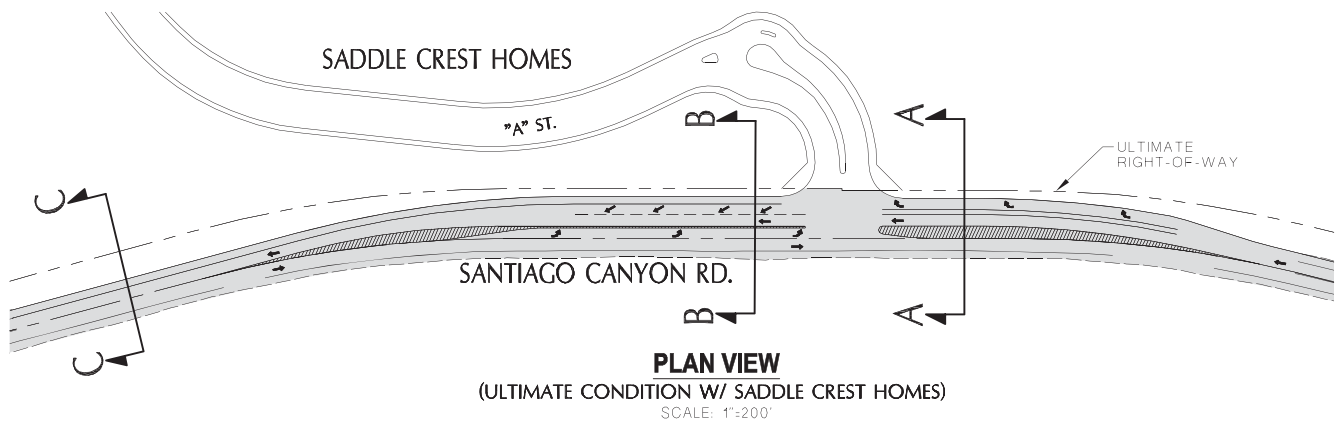 SADDLE CREST HOMES
"A" ST.
B
A
ULTIMATE
RIGHT-OF-WAY
C
SANTIAGO CANYON RD.
B
A
C
PLAN VIEW
(ULTIMATE CONDITION W/ SADDLE CREST HOMES)
SCALE: 1"=200'